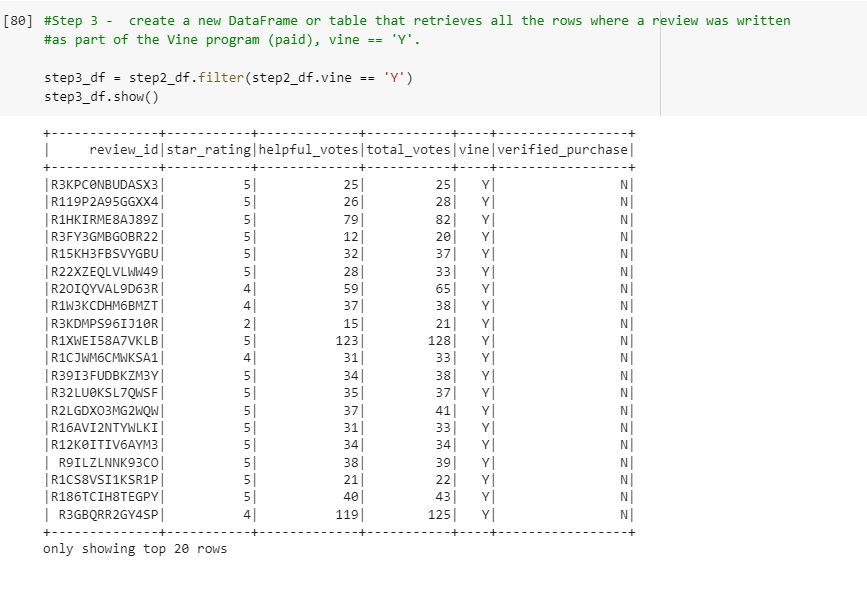 [80] #Step 3 -  create a new DataFrame or table that retrieves all the rows where a review was written
#as part of the Vine program (paid), vine == 'Y'.
step3_df = step2_df.filter(step2_df.vine == 'Y')
step3_df.show()
+--------------+-----------+-------------+-----------+----+-----------------+
|     review_id|star_rating|helpful_votes|total_votes|vine|verified_purchase|
+--------------+-----------+-------------+-----------+----+-----------------+
|R3KPC0NBUDASX3|          5|           25|         25|   Y|                N|
|R119P2A95GGXX4|          5|           26|         28|   Y|                N|
|R1HKIRME8AJ89Z|          5|           79|         82|   Y|                N|
|R3FY3GMBGOBR22|          5|           12|         20|   Y|                N|
|R15KH3FBSVYGBU|          5|           32|         37|   Y|                N|
|R22XZEQLVLWW49|          5|           28|         33|   Y|                N|
|R2OIQYVAL9D63R|          4|           59|         65|   Y|                N|
|R1W3KCDHM6BMZT|          4|           37|         38|   Y|                N|
|R3KDMPS96IJ10R|          2|           15|         21|   Y|                N|
|R1XWEI58A7VKLB|          5|          123|        128|   Y|                N|
|R1CJWM6CMWKSA1|          4|           31|         33|   Y|                N|
|R39I3FUDBKZM3Y|          5|           34|         38|   Y|                N|
|R32LU0KSL7QWSF|          5|           35|         37|   Y|                N|
|R2LGDXO3MG2WQW|          5|           37|         41|   Y|                N|
|R16AVI2NTYWLKI|          5|           31|         33|   Y|                N|
|R12K0ITIV6AYM3|          5|           34|         34|   Y|                N|
| R9ILZLNNK93CO|          5|           38|         39|   Y|                N|
|R1CS8VSI1KSR1P|          5|           21|         22|   Y|                N|
|R186TCIH8TEGPY|          5|           40|         43|   Y|                N|
| R3GBQRR2GY4SP|          4|          119|        125|   Y|                N|
+--------------+-----------+-------------+-----------+----+-----------------+
only showing top 20 rows